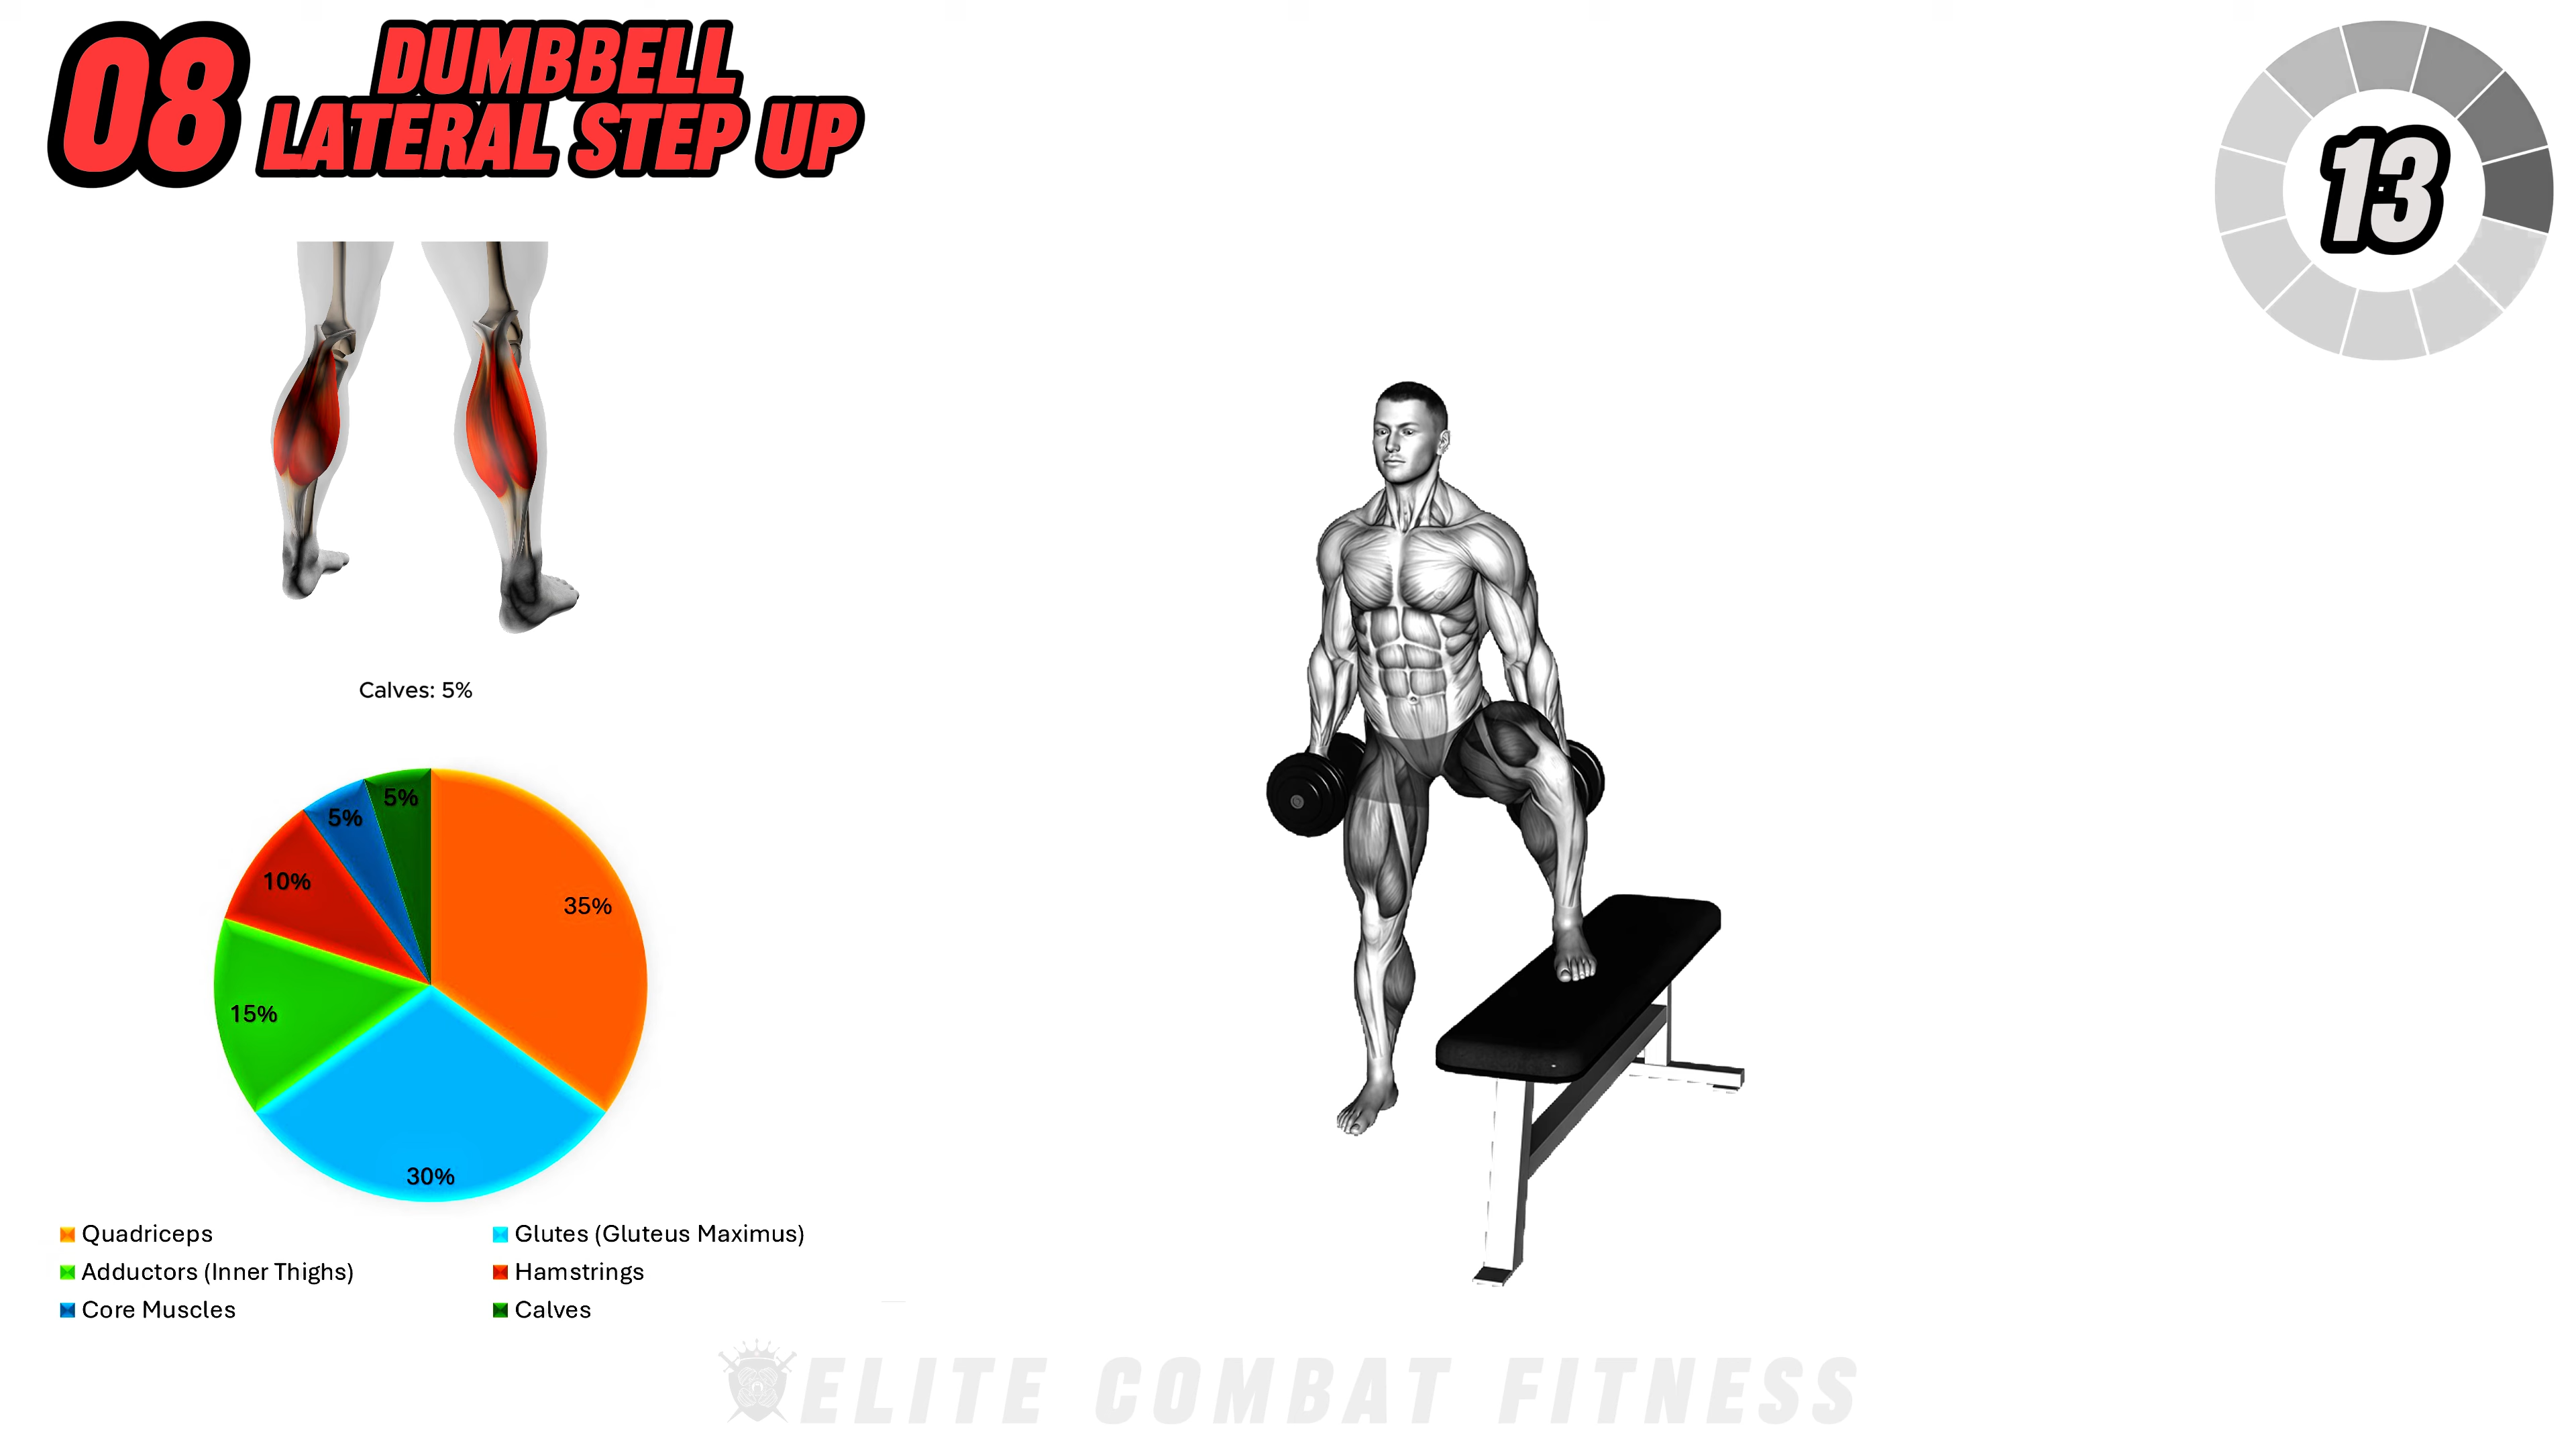 08
DUMBBELL
LATERAL STEP UP
13
Calves: 5%
5%
5%
10%
35%
15%
30%
Quadriceps
Glutes (Gluteus Maximus)
Adductors (Inner Thighs)
Hamstrings
Core Muscles
Calves
ELITE COMBAT FITNESS